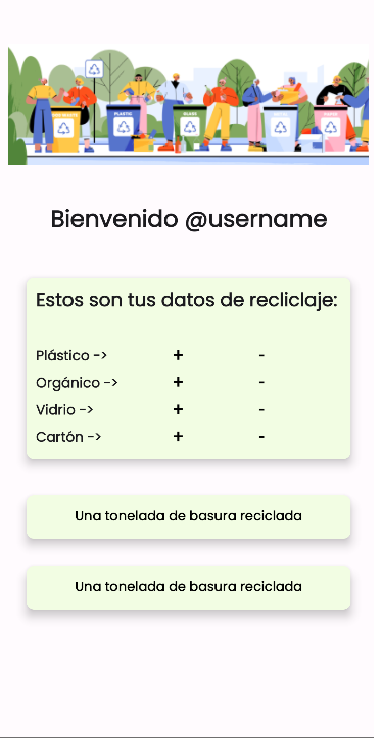 PLASTIC
GLASS
PAPER
Bienvenido @username
Estos son tus datos de recliclaje:
Plástico -> + -
Orgánico -> + -
Vidrio -> + -
Cartón -> + -
Una tonelada de basura reciclada
Una tonelada de basura reciclada